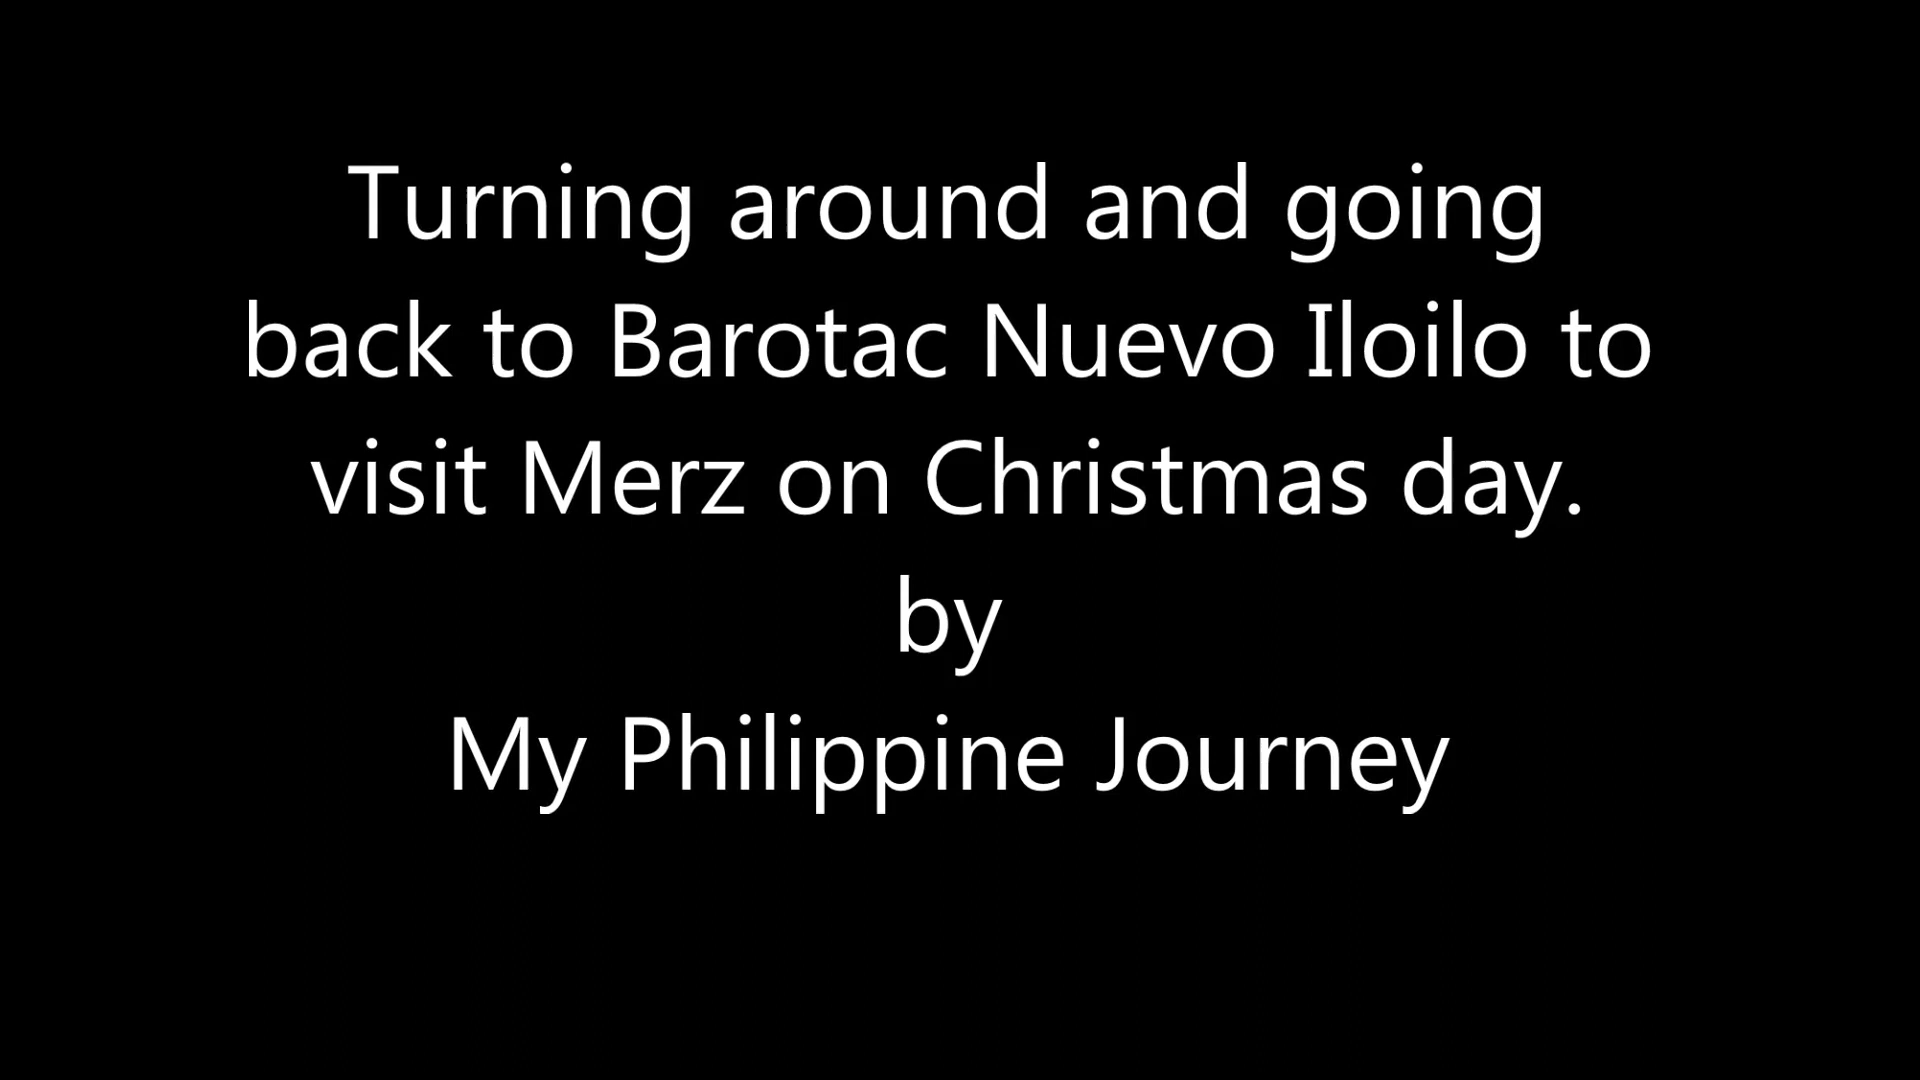 Turning around and going
back to Barotac Nuevo Iloilo to
visit Merz on Christmas day.
by
My Philippine Journey